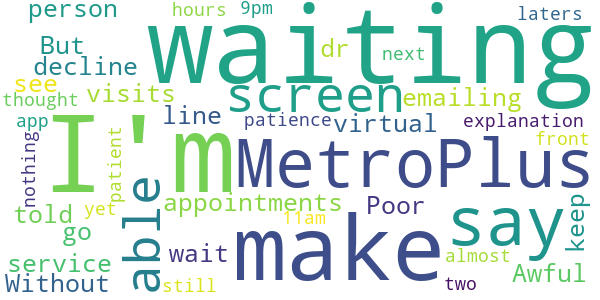 person hours 9pm laters
But waiting dr next
decline
see visits screen emailing
thought
app line patience virtual explanation
nothing patient I'm MetroPlus front
able
told yet appointments 11am Poor say keep
go
service wait make almost
Without still two Awful